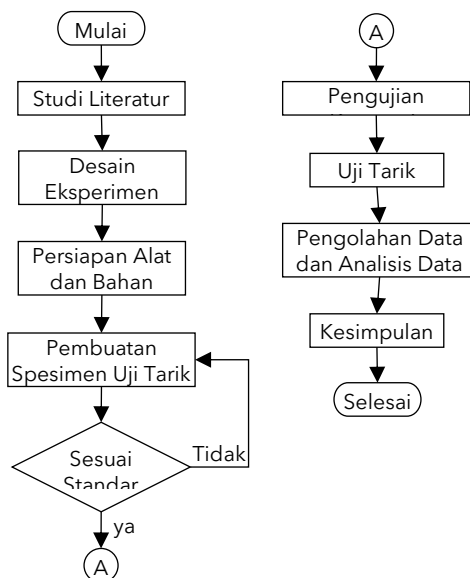 Mulai
Studi Literatur
Desain
Eksperimen
Persiapan Alat
dan Bahan
Pembuatan
Spesimen Uji Tarik
Sesuai
Standar
Tidak
ya
A
A
Pengujian
Uji Tarik
Pengolahan Data
dan Analisis Data
Kesimpulan
Selesai